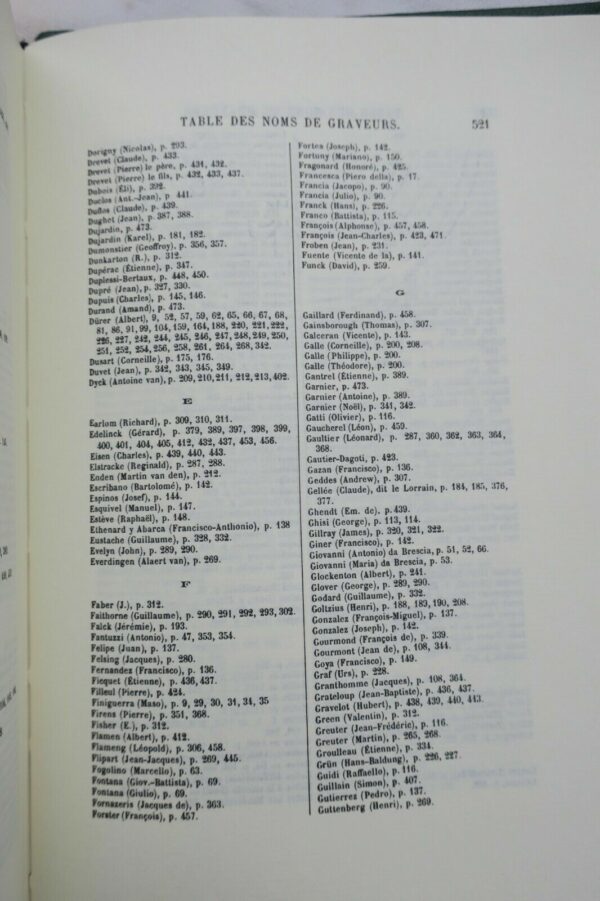 TABLE DES NOMS DE GRAVEURS. 521
Dorigny (Nicolas), p. 293.
Drevet (Claude), p. 433.
Drevet (Pierre) le père, p. 431, 432.
Drevet (Pierre) le fils, p. 432, 433, 437.
Dubois (Éli), p. 392.
Duclos (Ant.-Jean), p. 441.
Duflos (Claude), p. 439.
Dughet (Jean), p. 387, 388.
Dujardin, p. 473.
Dujardin (Karel), p. 181, 182.
Dumonstier (Geoffroy), p. 356, 357.
Dunkarton (R.), p. 312.
Dupérac (Étienne), p. 347.
Duplessi-Bertaux, p. 448, 450.
Dupré (Jean), p. 327, 330.
Dupuis (Charles), p. 145, 146.
Durand (Amand), p. 473.
Dürer (Albert), 9, 52, 57, 59, 62, 65, 66, 67, 68,
81, 86, 91, 99, 104, 159, 164, 188, 220, 221, 222,
226, 227, 242, 244, 245, 246, 247, 248, 249, 250,
251, 252, 254, 256, 258, 261, 264, 268, 342.
Dusart (Corneille), p. 175, 176.
Duvet (Jean), p. 342, 343, 345, 349.
Dyck (Antoine van), p. 209, 210, 211, 212, 213, 402.
E
Earlom (Richard), p. 309, 310, 311.
Edelinck (Gérard), p. 379, 389, 397, 398, 399,
400, 401, 404, 405, 412, 432, 437, 453, 456.
Eisen (Charles), p. 439, 440, 443.
Elstracke (Reginald), p. 287, 288.
Enden (Martin van den), p. 212.
Escribano (Bartolomé), p. 142.
Espinos (Josef), p. 144.
Esquivel (Manuel), p. 147.
Estève (Raphaël), p. 148.
Ethenard y Abarca (Francisco-Anthonio), p. 138
Eustache (Guillaume), p. 328, 332.
Evelyn (John), p. 289, 290.
Everdingen (Alaert van), p. 269.
F
Faber (J.), p. 312.
Faithorne (Guillaume), p. 290, 291, 292, 293, 302.
Falck (Jérémie), p. 193.
Fantuzzi (Antonio), p. 47, 353, 354.
Felipe (Juan), p. 137.
Felsing (Jacques), p. 280.
Fernandez (Francisco), p. 136.
Ficquet (Étienne), p. 436, 437.
Filleul (Pierre), p. 424.
Finiguerra (Maso), p. 9, 29, 30, 31, 34, 35
Firens (Pierre), p. 351, 368.
Fisher (E.), p. 312.
Flamen (Albert), p. 412.
Flameng (Léopold), p. 306, 458.
Flipart (Jean-Jacques), p. 269, 445.
Fogolino (Marcello), p. 63.
Fontana (Giov.-Battista), p. 69.
Fontana (Giulio), p. 69.
Fornazeris (Jacques de), p. 363.
Forster (François), p. 457.
Fortea (Joseph), p. 142.
Fortuny (Mariano), p. 150.
Fragonard (Honoré), p. 425.
Francesca (Piero della), p. 17.
Francia (Jacopo), p. 90.
Francia (Julio), p. 90.
Franck (Hans), p. 226.
Franco (Battista), p. 115.
François (Alphonse), p. 457, 458.
François (Jean-Charles), p. 423, 471.
Froben (Jean), p. 231.
Fuente (Vicente de la), p. 141.
Funck (David), p. 259.
G
Gaillard (Ferdinand), p. 458.
Gainsborough (Thomas), p. 307.
Galceran (Vicente), p. 143.
Galle (Corneille), p. 200, 208.
Galle (Philippe), p. 200.
Galle (Théodore), p. 200.
Gantrel (Étienne), p. 389.
Garnier, p. 473.
Garnier (Antoine), p. 389.
Garnier (Noël), p. 341, 342.
Gatti (Olivier), p. 116.
Gaucherel (Léon), p. 459.
Gaultier (Léonard), p. 287, 360, 362, 363, 364,
368.
Gautier-Dagoti, p. 423.
Gazan (Francisco), p. 136.
Geddes (Andrew), p. 307.
Gellée (Claude), dit le Lorrain, p. 184, 185, 376,
377.
Ghendt (Em. de), p. 439.
Ghisi (George), p. 113, 114.
Gillray (James), p. 320, 321, 322.
Giner (Francisco), p. 142.
Giovanni (Antonio) da Brescia, p. 51, 52, 66.
Giovanni (Maria) da Brescia, p. 53.
Glockenton (Albert), p. 241.
Glover (George), p. 289, 290.
Godard (Guillaume), p. 332.
Goltzius (Henri), p. 188, 189, 190, 208.
Gonzalez (François-Miguel), p. 137.
Gonzalez (Joseph), p. 142.
Gourmond (François de), p. 339.
Gourmont (Jean de), p. 108, 344.
Goya (Francisco), p. 149.
Graf (Urs), p. 228.
Granthomme (Jacques), p. 108, 364.
Grateloup (Jean-Baptiste), p. 436, 437.
Gravelot (Hubert), p. 438, 439, 440, 443.
Green (Valentin), p. 312.
Greuter (Jean-Frédéric), p. 116.
Greuter (Martin), p. 265, 268.
Groulleau (Étienne), p. 334.
Grün (Hans-Baldung), p. 226, 227.
Guidi (Raffaello), p. 116.
Guillain (Simon), p. 407.
Gutierrez (Pedro), p. 137.
Guttenberg (Henri), p. 269.